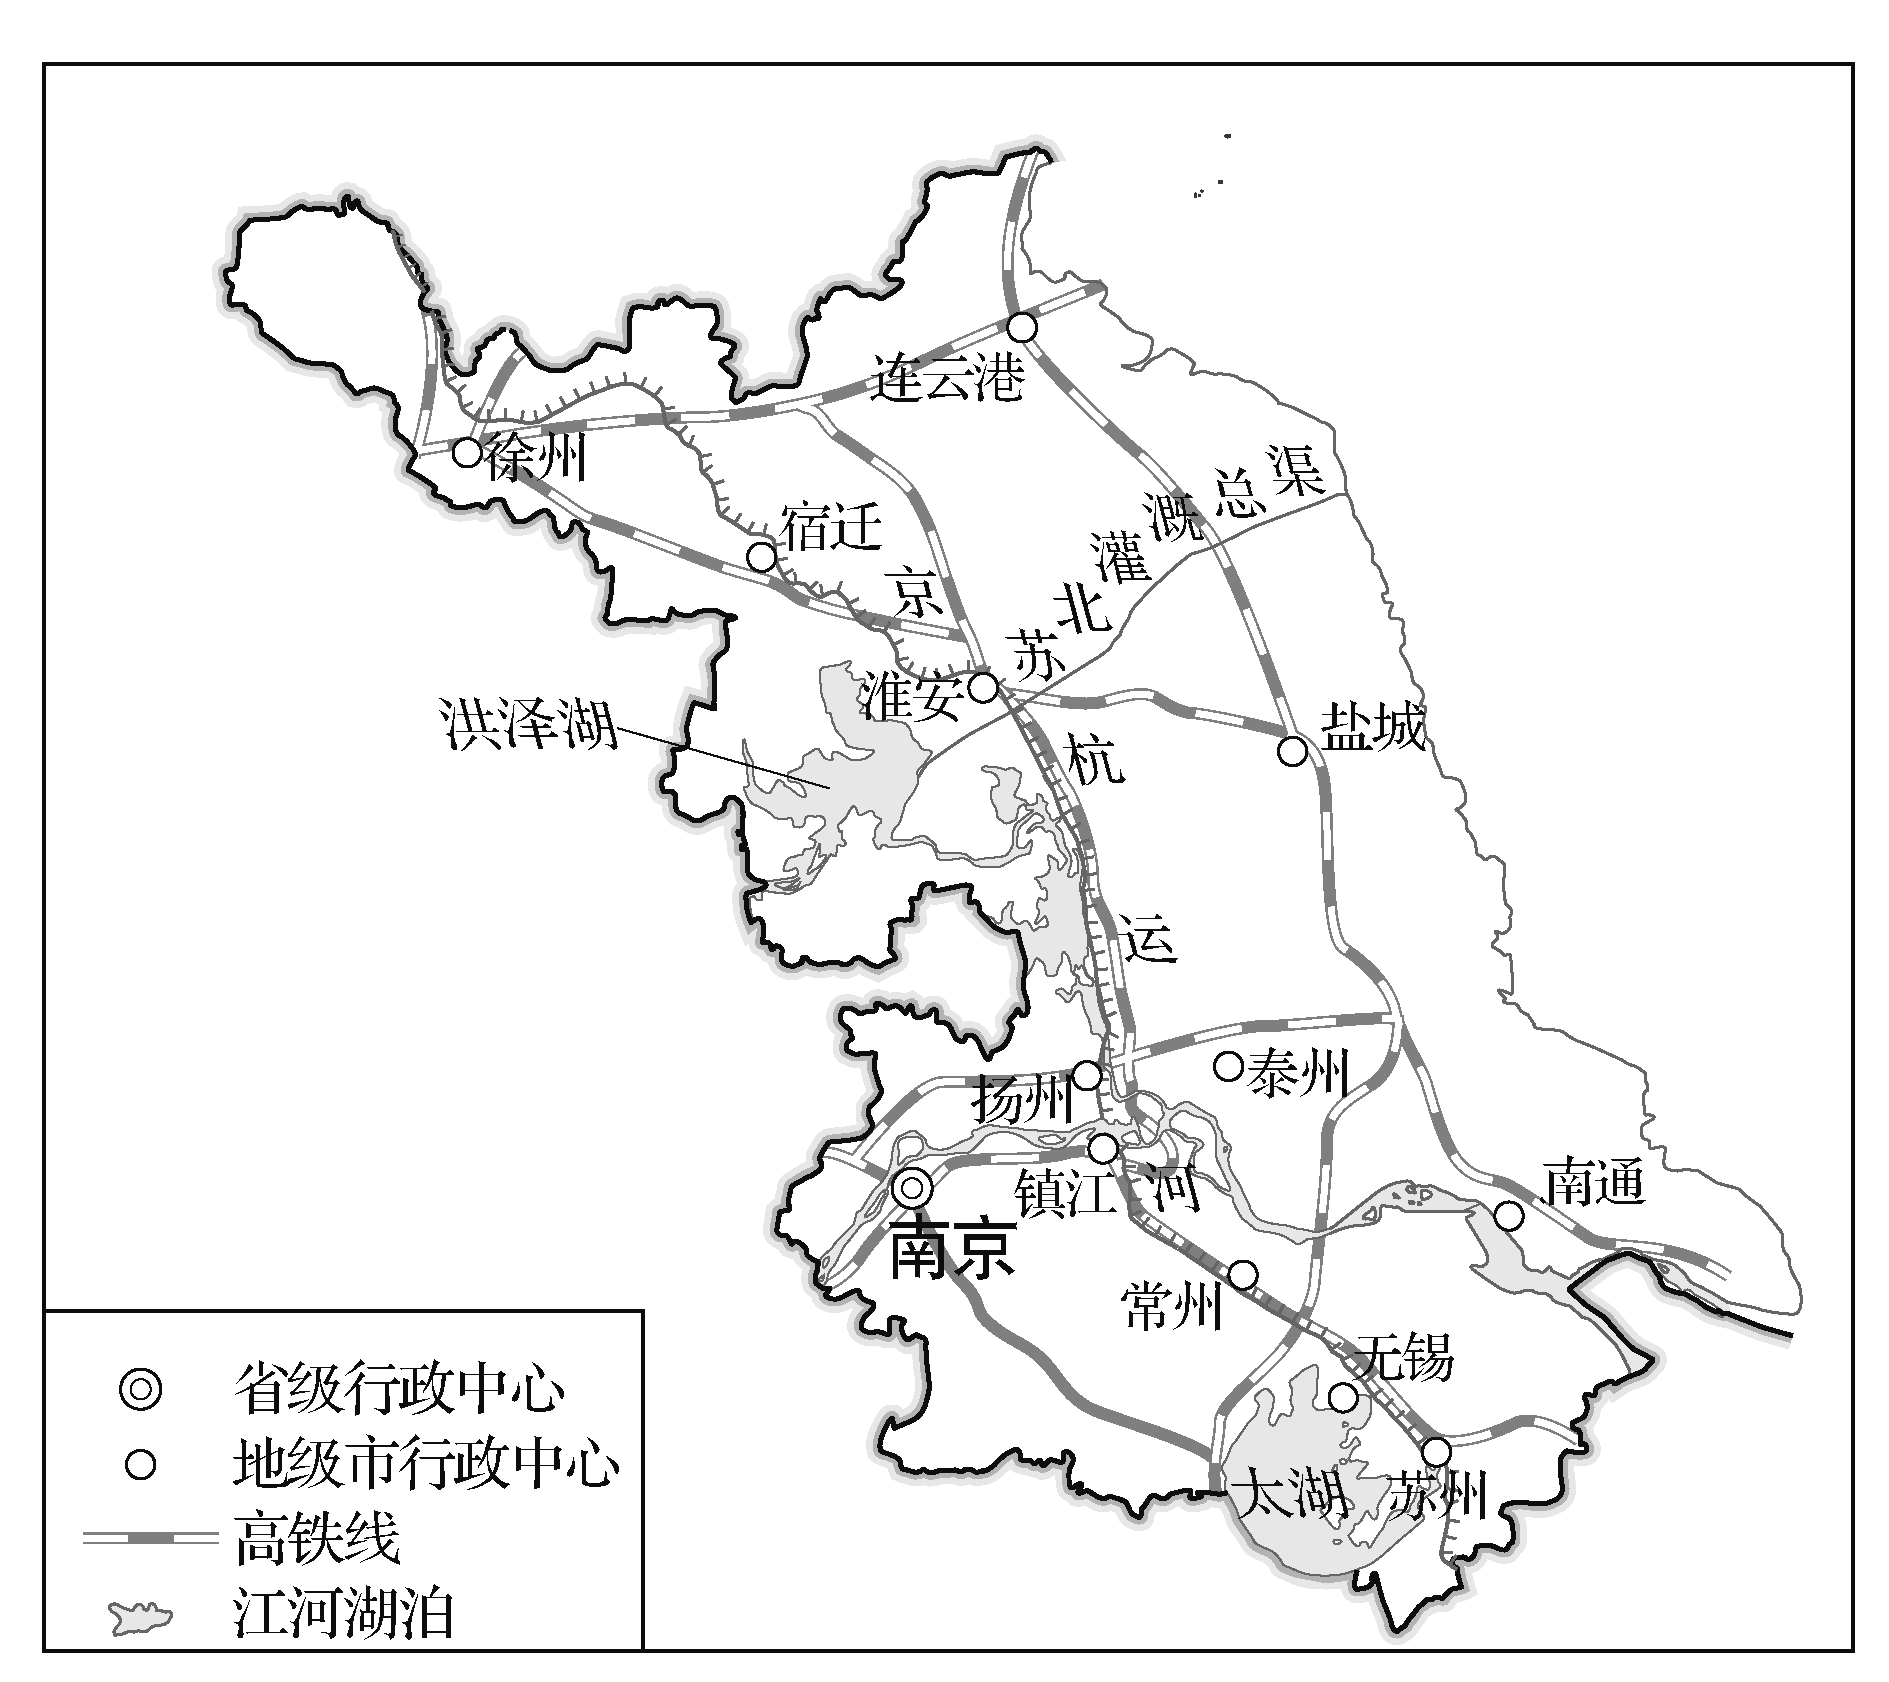 连云港
徐州
宿迁
苏北灌溉总渠
京杭运河
淮安
洪泽湖
盐城
泰州
扬州
镇江
南通
南京
常州
无锡
太湖
苏州
省级行政中心
地级市行政中心
高铁线
江河湖泊